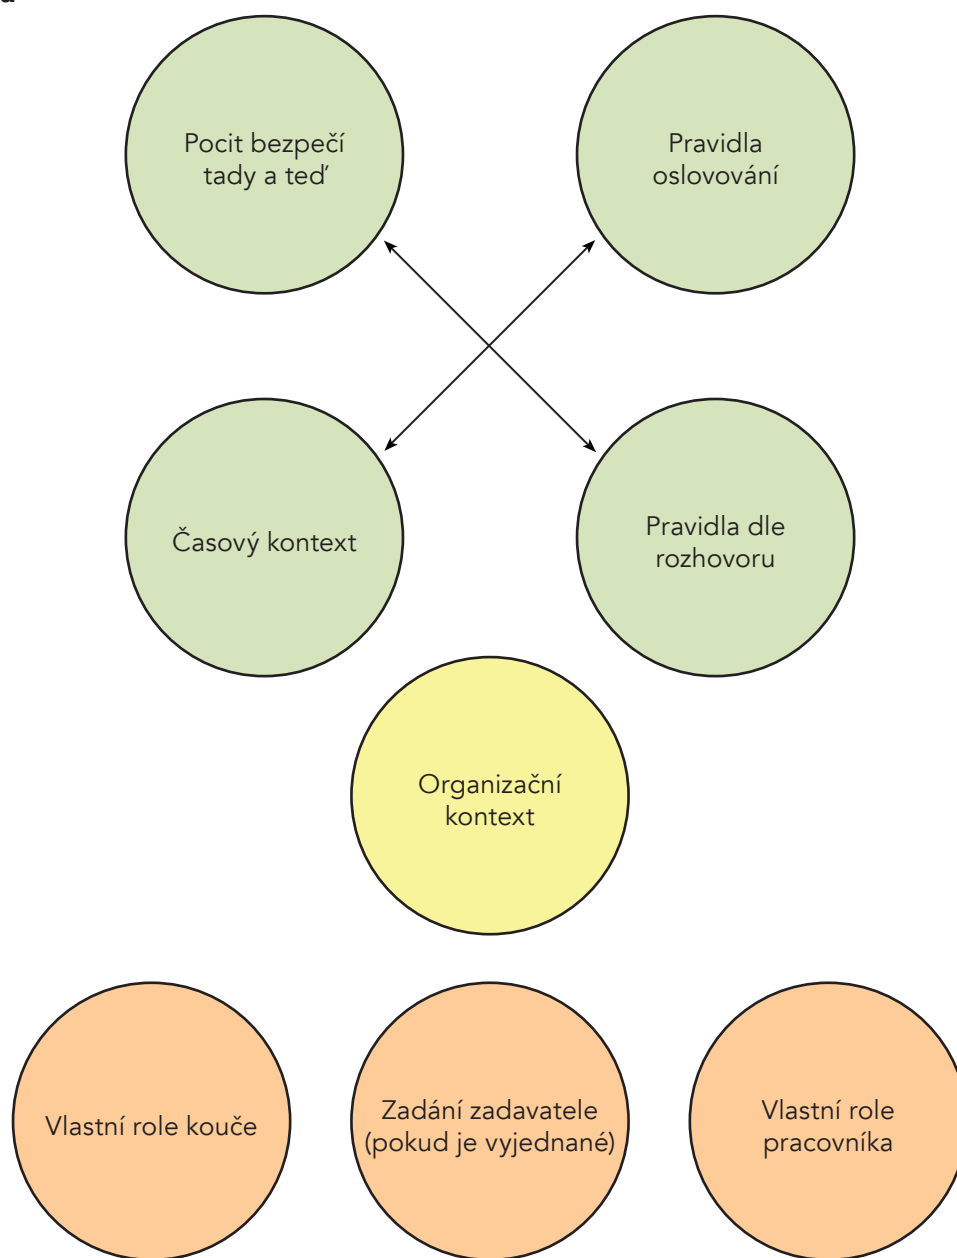 Pocit bezpečí
tady a teď
Pravidla
oslovování
Časový kontext
Pravidla dle
rozhovoru
Organizační
kontext
Vlastní role kouče
Zadání zadavatele
(pokud je vyjednané)
Vlastní role
pracovníka